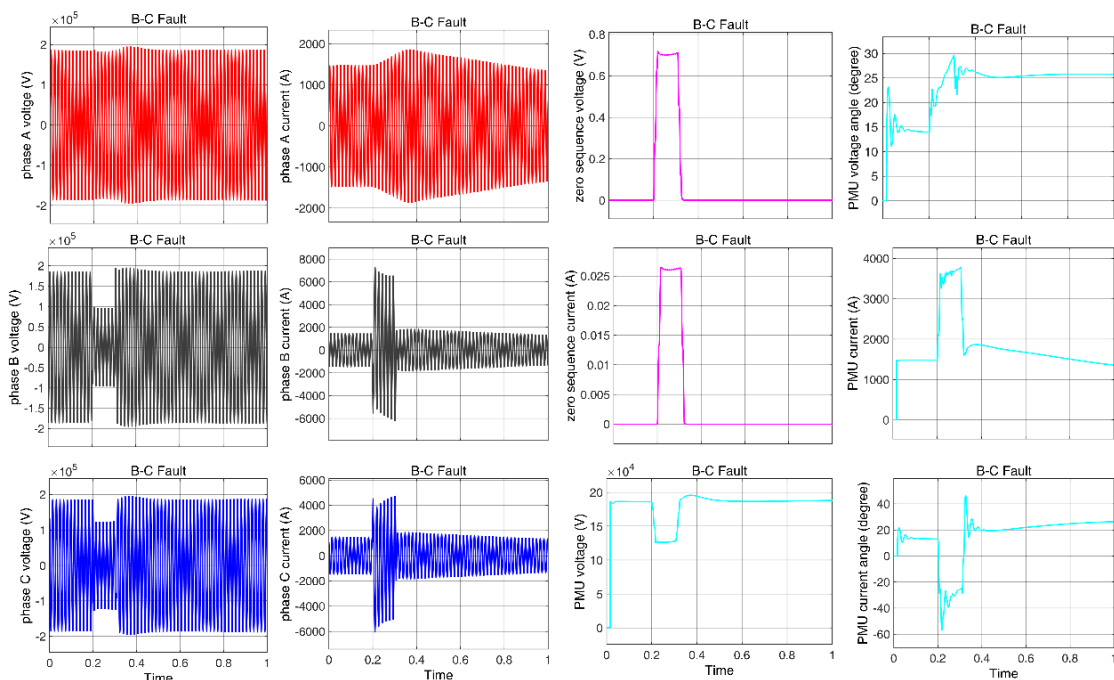 B-C Fault
×10⁵
phase A voltige (V)
2
1
0
-1
-2
B-C Fault
phase A current (A)
2000
1000
0
-1000
-2000
B-C Fault
zero sequence voltage (V)
0.8
0.6
0.4
0.2
0
B-C Fault
PMU voltage angle (degree)
30
25
20
15
10
5
0
B-C Fault
×10⁵
phase B voltage (V)
2
1.5
1
0.5
0
-0.5
-1
-1.5
-2
B-C Fault
phase B current (A)
8000
6000
4000
2000
0
-2000
-4000
-6000
B-C Fault
zero sequence current (A)
0.025
0.02
0.015
0.01
0.005
0
B-C Fault
PMU current (A)
4000
3000
2000
1000
0
B-C Fault
×10⁵
phase C voltage (V)
2
1
0
-1
-2
0 0.2 0.4 0.6 0.8 1
Time
B-C Fault
phase C current (A)
6000
4000
2000
0
-2000
-4000
-6000
0 0.2 0.4 0.6 0.8 1
Time
B-C Fault
×10⁴
PMU voltage (V)
20
15
10
5
0
0 0.2 0.4 0.6 0.8 1
Time
B-C Fault
PMU current angle (degree)
40
20
0
-20
-40
-60
0 0.2 0.4 0.6 0.8 1
Time